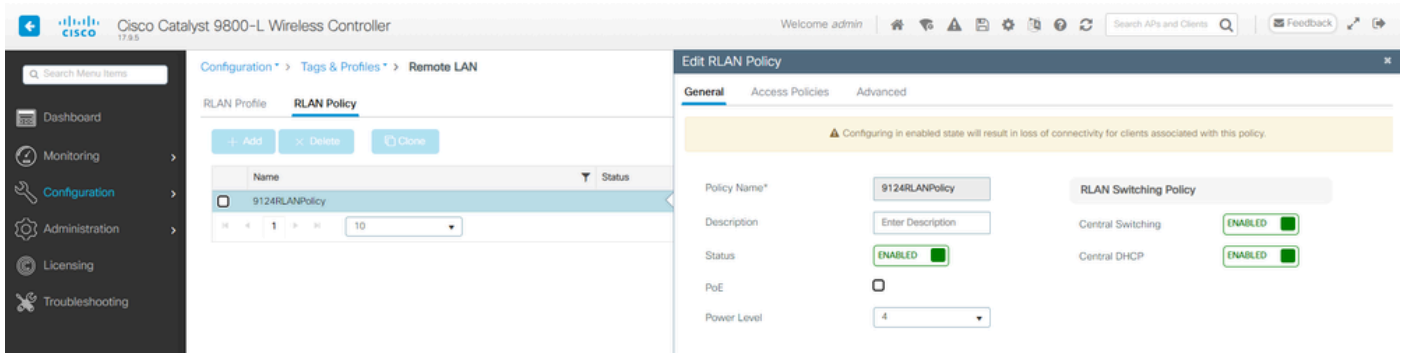 CISCO
Cisco Catalyst 9800-L Wireless Controller
17.9.5
Welcome admin
Search APs and Clients
Feedback
Search Menu Items
Dashboard
Monitoring
Configuration
Administration
Licensing
Troubleshooting
Configuration > Tags & Profiles > Remote LAN
RLAN Profile RLAN Policy
+ Add × Delete Clone
Name Status
9124RLANPolicy
1 10
Edit RLAN Policy
General Access Policies Advanced
Configuring in enabled state will result in loss of connectivity for clients associated with this policy.
Policy Name* 9124RLANPolicy
Description Enter Description
Status ENABLED
PoE
Power Level 4
RLAN Switching Policy
Central Switching ENABLED
Central DHCP ENABLED